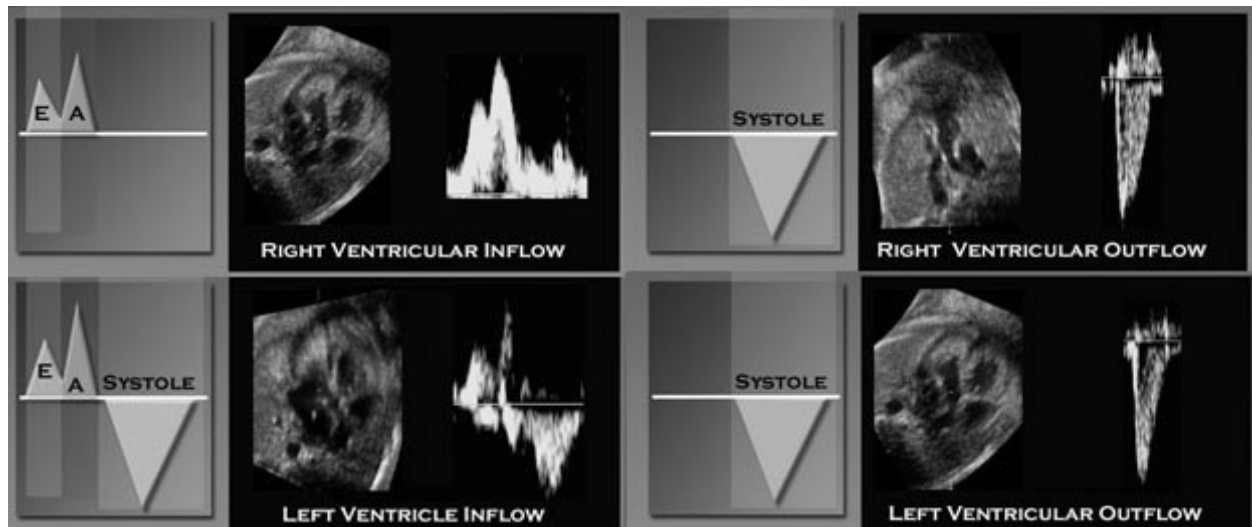 E A
RIGHT VENTRICULAR INFLOW
SYSTOLE
RIGHT VENTRICULAR OUTFLOW
E A SYSTOLE
LEFT VENTRICLE INFLOW
SYSTOLE
LEFT VENTRICULAR OUTFLOW